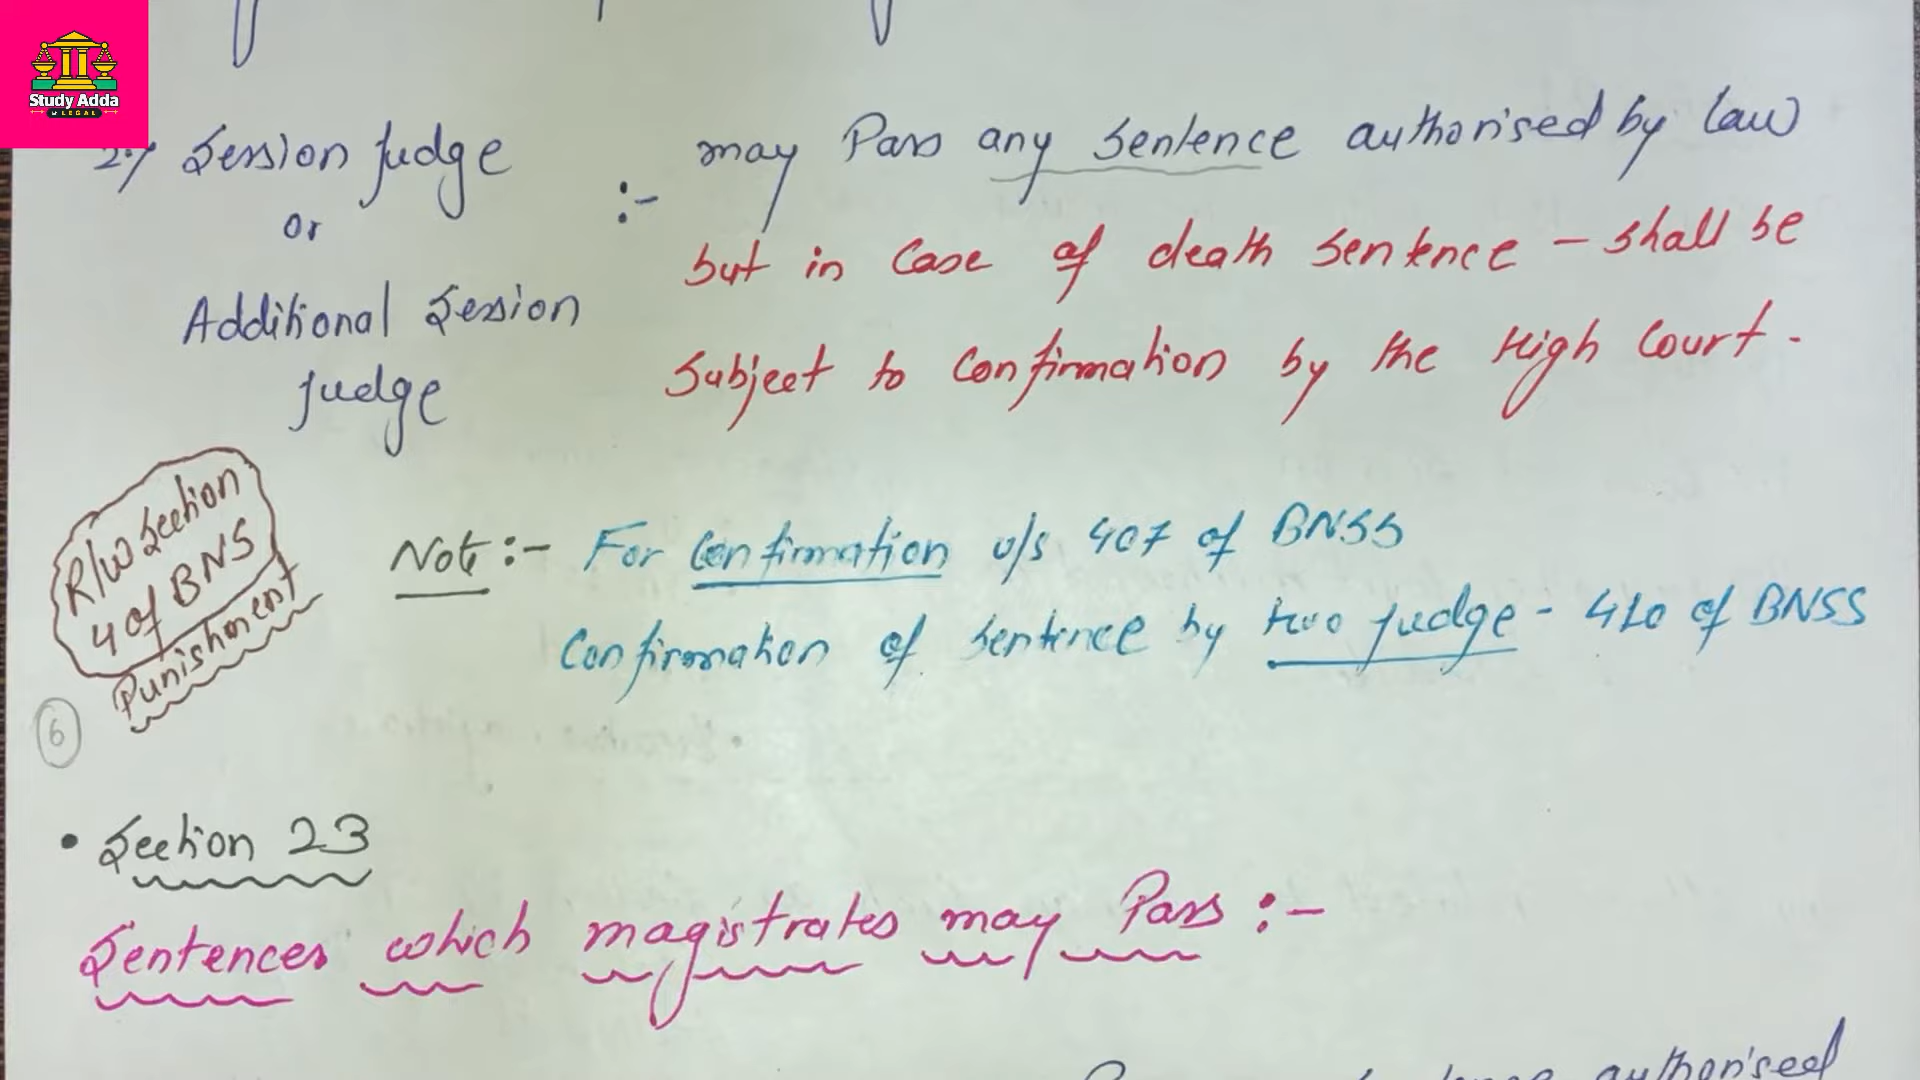 Study Adda
LEGAL
2.) Session Judge
or
Additional Session
Judge
:- may Pass any sentence authorised by law
but in case of death sentence - shall be
subject to confirmation by the High Court.
R/W Section
4 of BNS
Punishment
Note :- For Confirmation u/s 407 of BNSS
Confirmation of sentence by two judge - 410 of BNSS
6
• Section 23
Sentences which magistrates may Pass :-
authorised